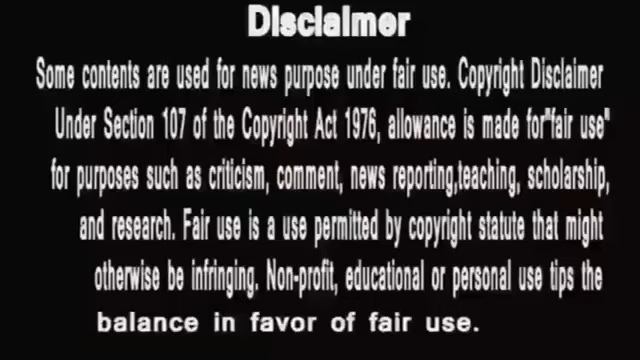 Disclaimer
Some contents are used for news purpose under fair use. Copyright Disclaimer
Under Section 107 of the Copyright Act 1976, allowance is made for"fair use"
for purposes such as criticism, comment, news reporting,teaching, scholarship,
and research. Fair use is a use permitted by copyright statute that might
otherwise be infringing. Non-profit, educational or personal use tips the
balance in favor of fair use.